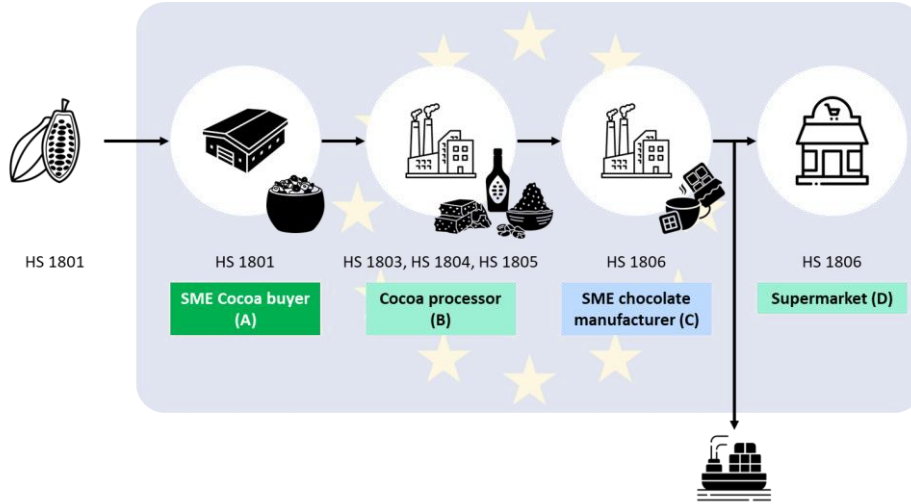 HS 1801
HS 1801
HS 1803, HS 1804, HS 1805
HS 1806
HS 1806
SME Cocoa buyer
(A)
Cocoa processor
(B)
SME chocolate
manufacturer (C)
Supermarket (D)